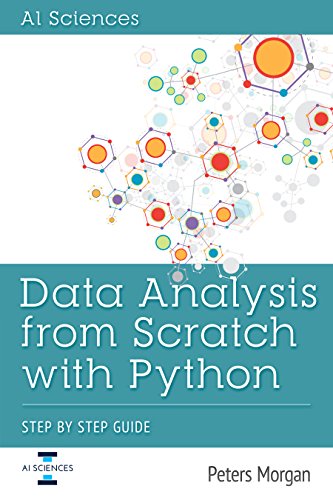 AI Sciences
Data Analysis
from Scratch
with Python
STEP BY STEP GUIDE
AI SCIENCES
Peters Morgan